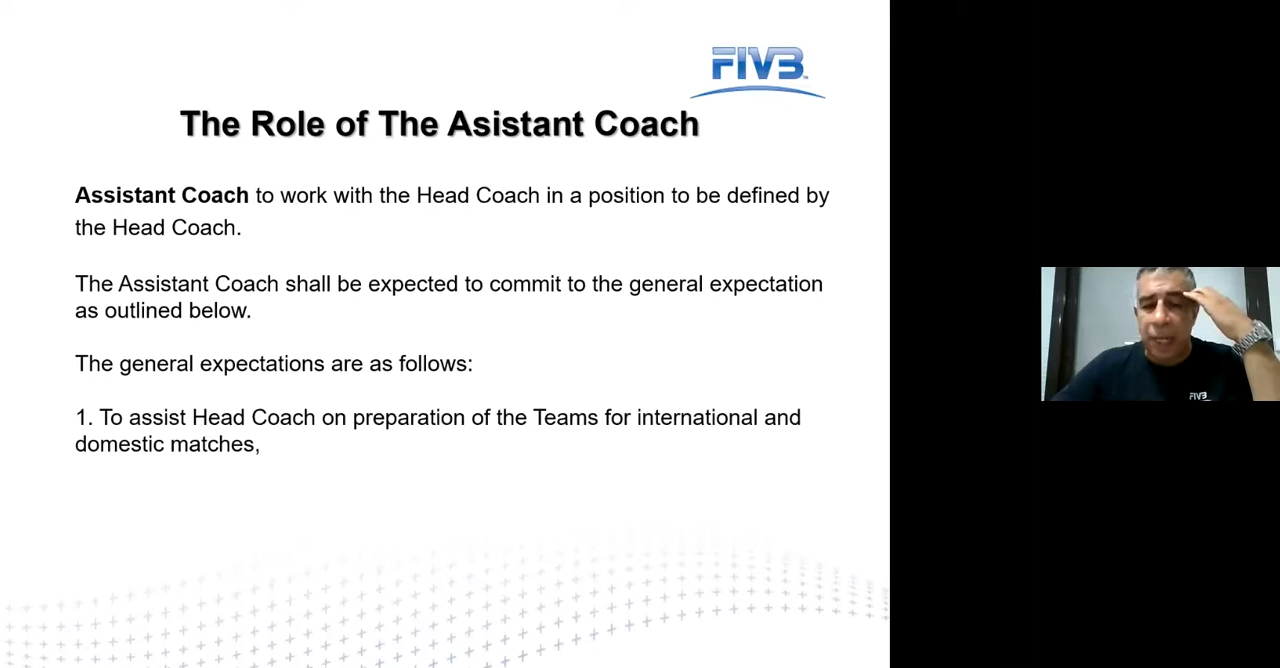 FIVB
The Role of The Asistant Coach
Assistant Coach to work with the Head Coach in a position to be defined by
the Head Coach.
The Assistant Coach shall be expected to commit to the general expectation
as outlined below.
The general expectations are as follows:
1. To assist Head Coach on preparation of the Teams for international and
domestic matches,
FIVB